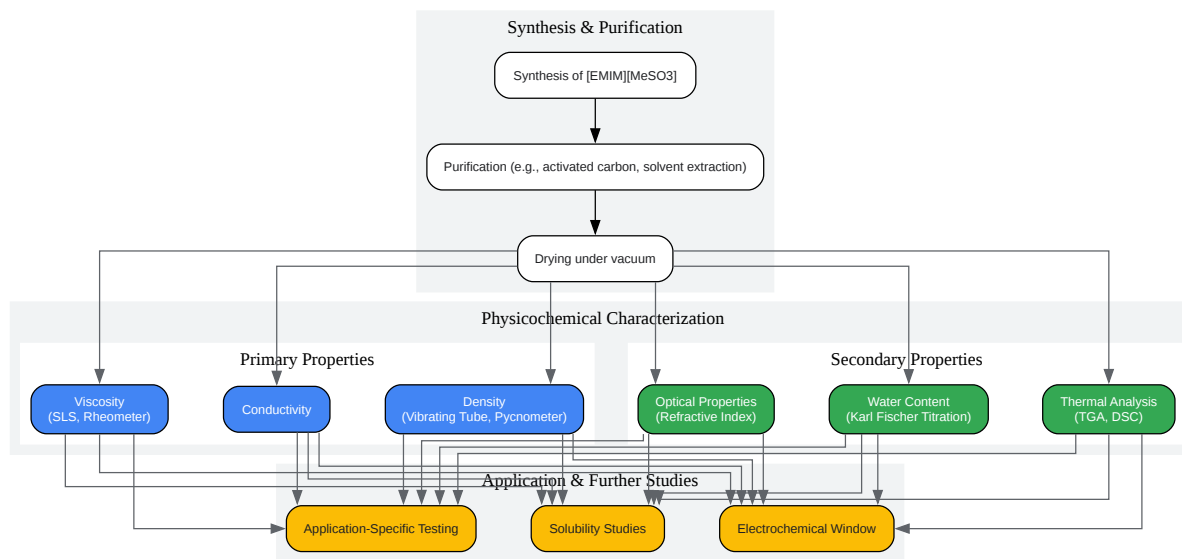 Synthesis & Purification
Synthesis of [EMIM][MeSO3]
Purification (e.g., activated carbon, solvent extraction)
Drying under vacuum
Physicochemical Characterization
Primary Properties
Secondary Properties
Viscosity
(SLS, Rheometer)
Conductivity
Density
(Vibrating Tube, Pycnometer)
Optical Properties
(Refractive Index)
Water Content
(Karl Fischer Titration)
Thermal Analysis
(TGA, DSC)
Application & Further Studies
Application-Specific Testing
Solubility Studies
Electrochemical Window